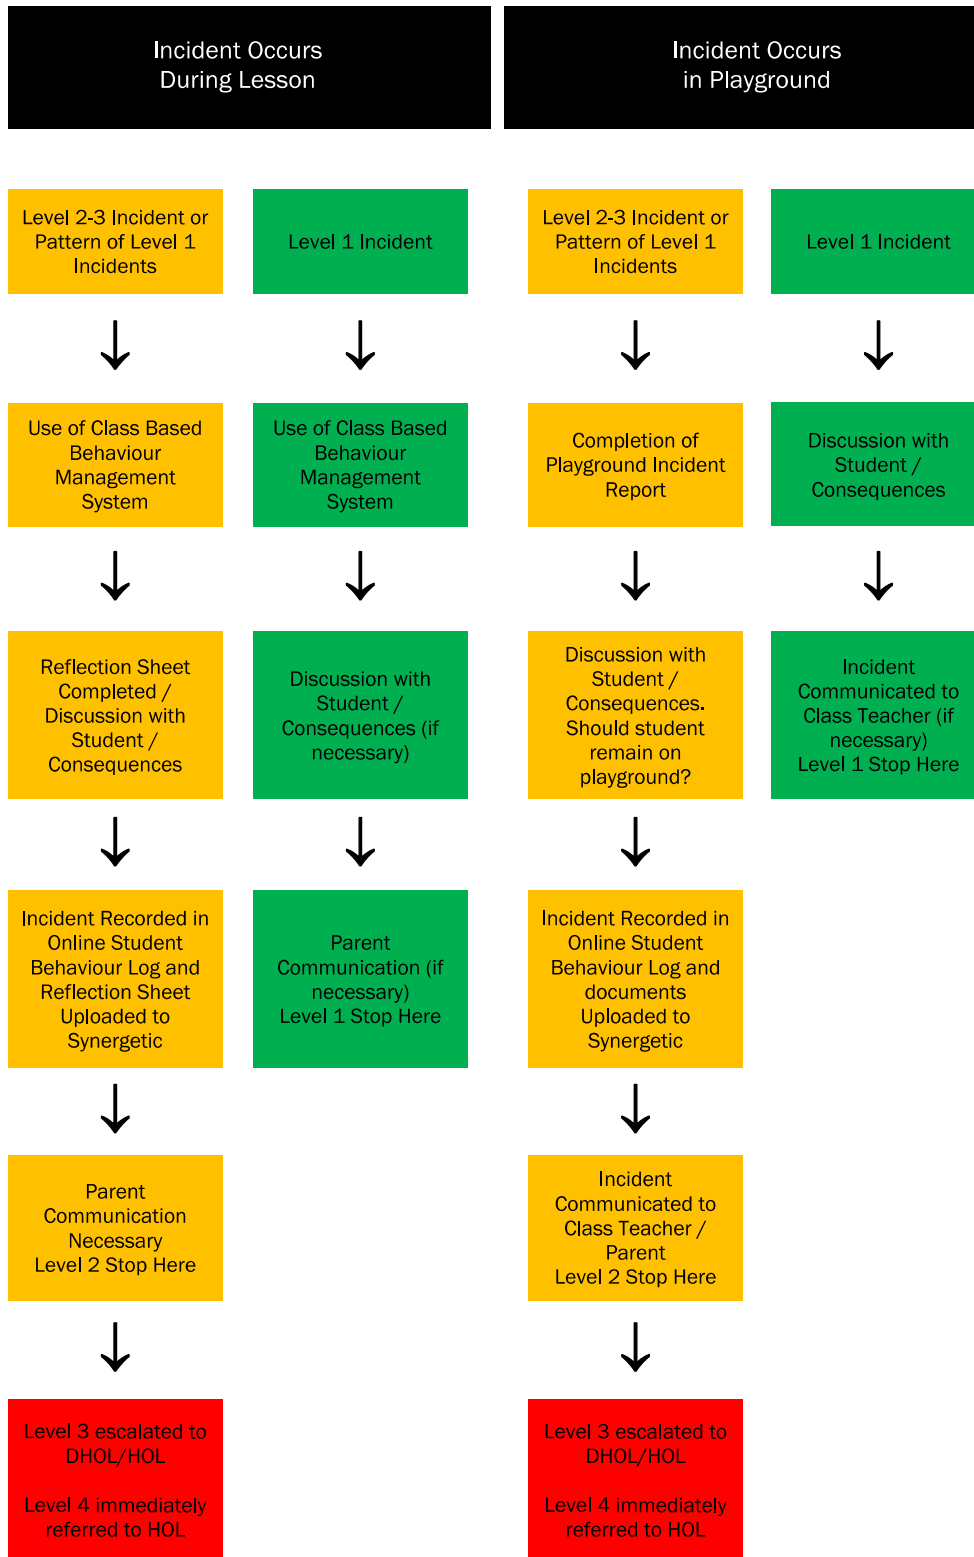 Incident Occurs
During Lesson
Incident Occurs
in Playground
Level 2-3 Incident or
Pattern of Level 1
Incidents
Level 1 Incident
Level 2-3 Incident or
Pattern of Level 1
Incidents
Level 1 Incident
Use of Class Based
Behaviour
Management
System
Use of Class Based
Behaviour
Management
System
Completion of
Playground Incident
Report
Discussion with
Student /
Consequences
Reflection Sheet
Completed /
Discussion with
Student /
Consequences
Discussion with
Student /
Consequences (if
necessary)
Discussion with
Student /
Consequences.
Should student
remain on
playground?
Incident
Communicated to
Class Teacher (if
necessary)
Level 1 Stop Here
Incident Recorded in
Online Student
Behaviour Log and
Reflection Sheet
Uploaded to
Synergetic
Parent
Communication (if
necessary)
Level 1 Stop Here
Incident Recorded in
Online Student
Behaviour Log and
documents
Uploaded to
Synergetic
Parent
Communication
Necessary
Level 2 Stop Here
Incident
Communicated to
Class Teacher /
Parent
Level 2 Stop Here
Level 3 escalated to
DHOL/HOL
Level 4 immediately
referred to HOL
Level 3 escalated to
DHOL/HOL
Level 4 immediately
referred to HOL